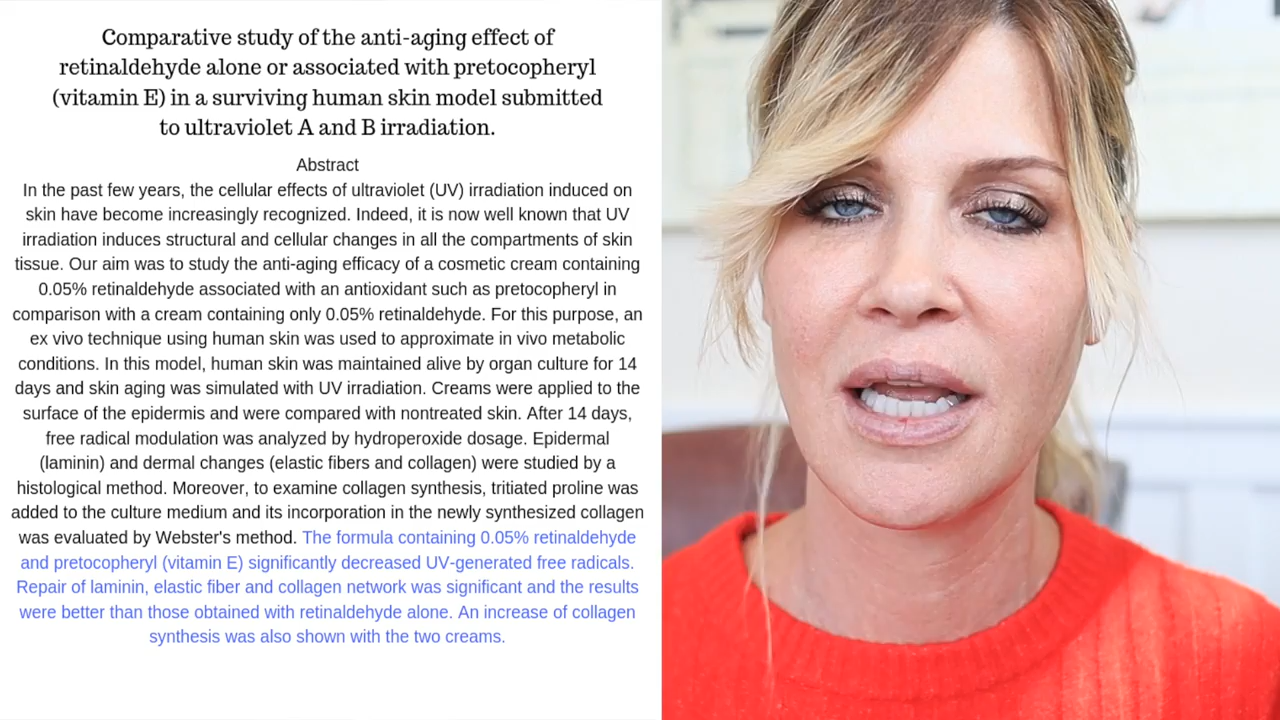 Comparative study of the anti-aging effect of
retinaldehyde alone or associated with pretocopheryl
(vitamin E) in a surviving human skin model submitted
to ultraviolet A and B irradiation.
Abstract
In the past few years, the cellular effects of ultraviolet (UV) irradiation induced on
skin have become increasingly recognized. Indeed, it is now well known that UV
irradiation induces structural and cellular changes in all the compartments of skin
tissue. Our aim was to study the anti-aging efficacy of a cosmetic cream containing
0.05% retinaldehyde associated with an antioxidant such as pretocopheryl in
comparison with a cream containing only 0.05% retinaldehyde. For this purpose, an
ex vivo technique using human skin was used to approximate in vivo metabolic
conditions. In this model, human skin was maintained alive by organ culture for 14
days and skin aging was simulated with UV irradiation. Creams were applied to the
surface of the epidermis and were compared with nontreated skin. After 14 days,
free radical modulation was analyzed by hydroperoxide dosage. Epidermal
(laminin) and dermal changes (elastic fibers and collagen) were studied by a
histological method. Moreover, to examine collagen synthesis, tritiated proline was
added to the culture medium and its incorporation in the newly synthesized collagen
was evaluated by Webster's method. The formula containing 0.05% retinaldehyde
and pretocopheryl (vitamin E) significantly decreased UV-generated free radicals.
Repair of laminin, elastic fiber and collagen network was significant and the results
were better than those obtained with retinaldehyde alone. An increase of collagen
synthesis was also shown with the two creams.